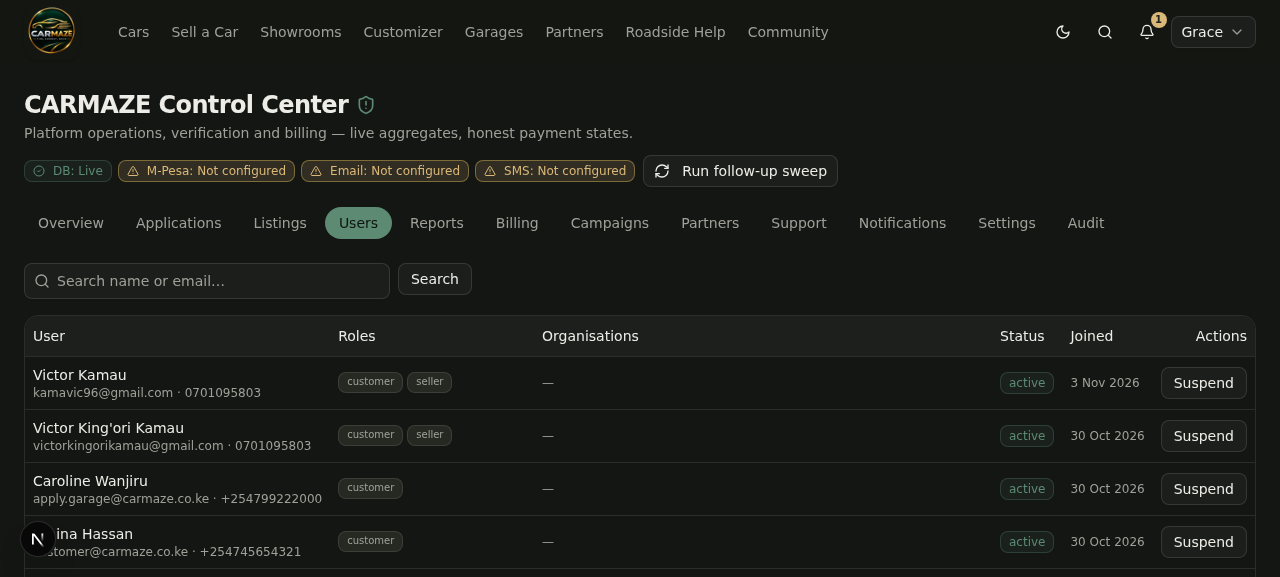 CARMAZE
Cars Sell a Car Showrooms Customizer Garages Partners Roadside Help Community 1 Grace
CARMAZE Control Center
Platform operations, verification and billing — live aggregates, honest payment states.
DB: Live M-Pesa: Not configured Email: Not configured SMS: Not configured Run follow-up sweep
Overview Applications Listings Users Reports Billing Campaigns Partners Support Notifications Settings Audit
Search name or email… Search
User Roles Organisations Status Joined Actions
Victor Kamau
kamavic96@gmail.com · 0701095803 customer seller — active 3 Nov 2026 Suspend
Victor King'ori Kamau
victorkingorikamau@gmail.com · 0701095803 customer seller — active 30 Oct 2026 Suspend
Caroline Wanjiru
apply.garage@carmaze.co.ke · +254799222000 customer — active 30 Oct 2026 Suspend
N ina Hassan
stomer@carmaze.co.ke · +254745654321 customer — active 30 Oct 2026 Suspend